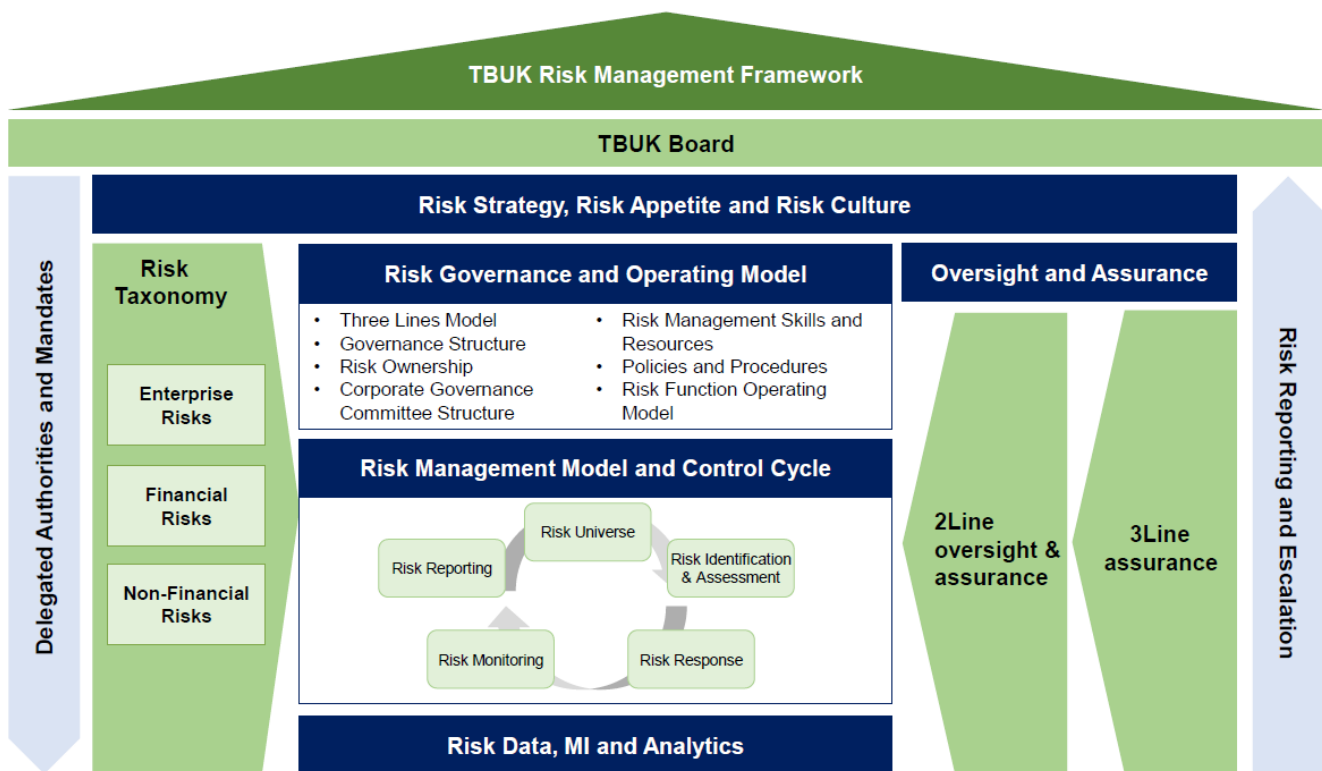 TBUK Risk Management Framework
TBUK Board
Delegated Authorities and Mandates
Risk Strategy, Risk Appetite and Risk Culture
Risk
Taxonomy
Enterprise
Risks
Financial
Risks
Non-Financial
Risks
Risk Governance and Operating Model
• Three Lines Model
• Governance Structure
• Risk Ownership
• Corporate Governance
Committee Structure
• Risk Management Skills and
Resources
• Policies and Procedures
• Risk Function Operating
Model
Risk Management Model and Control Cycle
Risk Universe
Risk Identification
& Assessment
Risk Response
Risk Monitoring
Risk Reporting
Risk Data, MI and Analytics
Oversight and Assurance
2Line
oversight &
assurance
3Line
assurance
Risk Reporting and Escalation